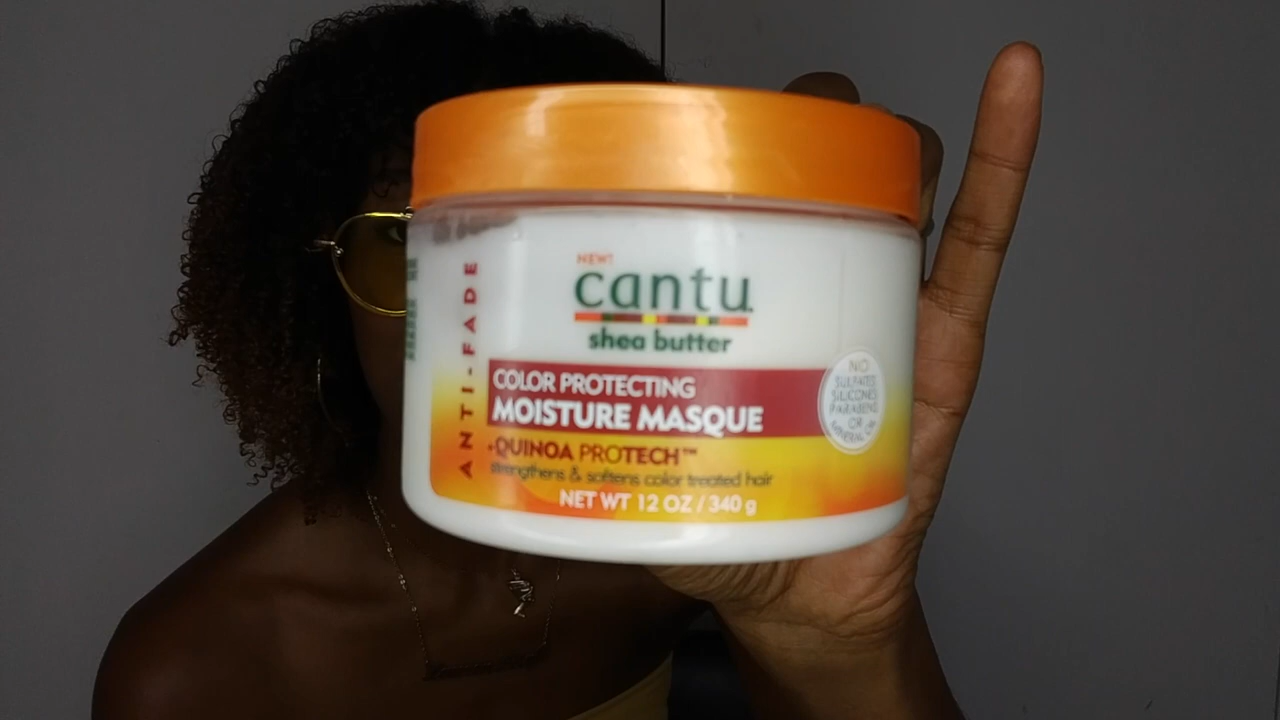 NEW!
cantu
shea butter
ANTI-FADE
COLOR PROTECTING
MOISTURE MASQUE
+QUINOA PROTECH™
strengthens & softens color treated hair
NET WT 12 OZ / 340 g
NO
SULFATES
SILICONES
PARABENS
OR
MINERAL OIL